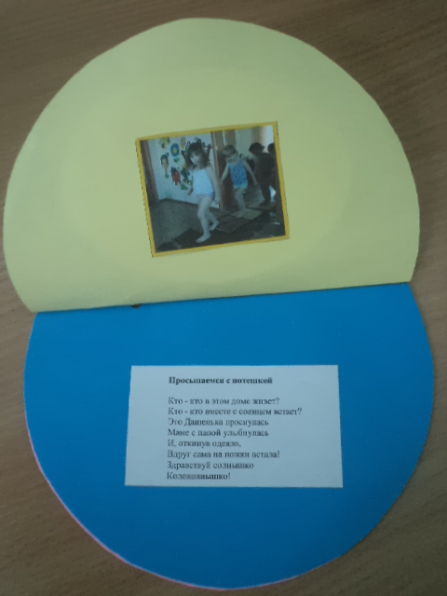 Просыпаемся с потешкой
Кто - кто в этом доме живет?
Кто - кто вместе с солнцем встает?
Это Дашенька проснулась
Маме с папой улыбнулась
И, откинув одеяло,
Вдруг сама на ножки встала!
Здравствуй солнышко
Колоколнышко!